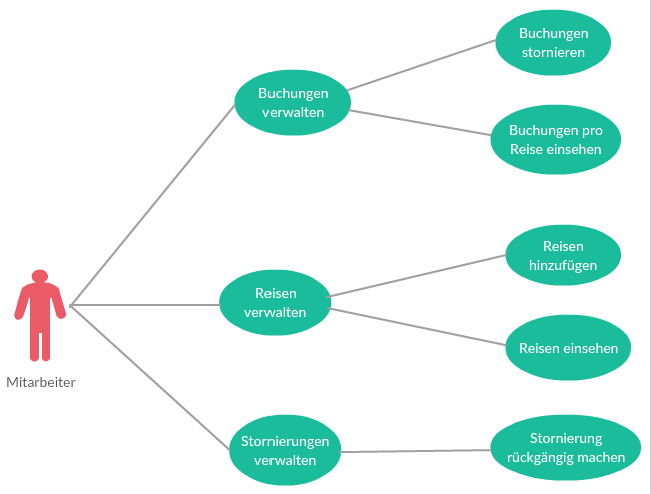 Buchungen
stornieren
Buchungen
verwalten
Buchungen pro
Reise einsehen
Reisen
hinzufügen
Reisen
verwalten
Reisen einsehen
Mitarbeiter
Stornierungen
verwalten
Stornierung
rückgängig machen